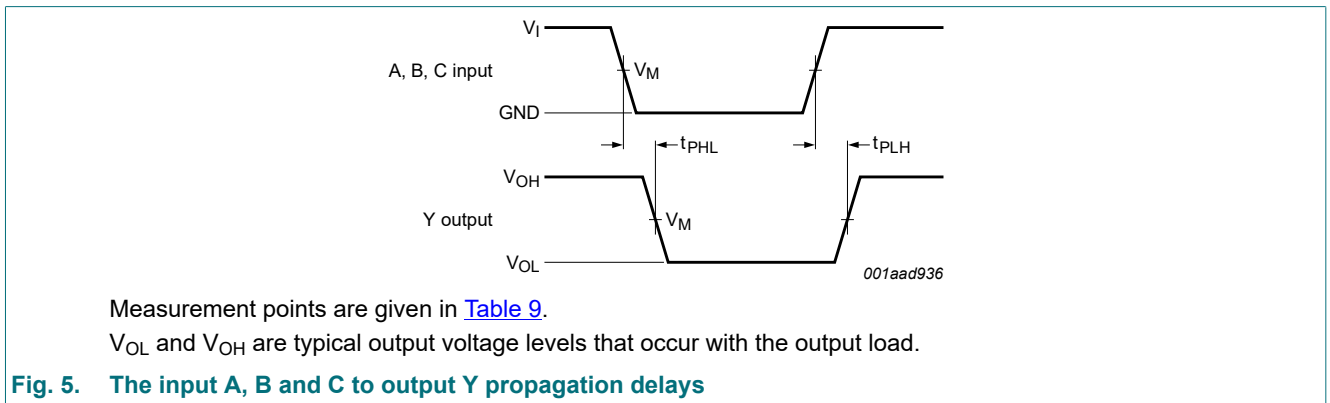 V_I
A, B, C input
V_M
GND
t_PHL
t_PLH
V_OH
Y output
V_M
V_OL
001aad936
Measurement points are given in Table 9.
V_OL and V_OH are typical output voltage levels that occur with the output load.
Fig. 5. The input A, B and C to output Y propagation delays